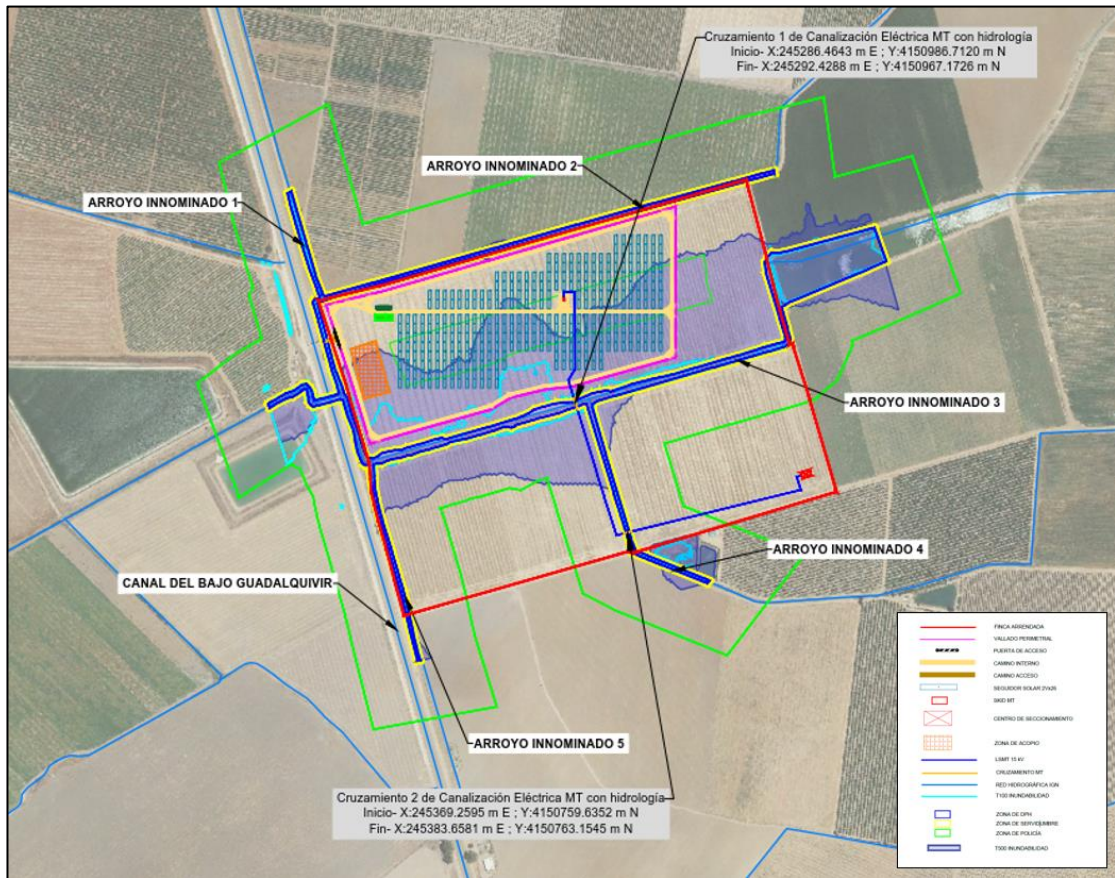 Cruzamiento 1 de Canalización Eléctrica MT con hidrología
Inicio- X:245286.4643 m E ; Y:4150986.7120 m N
Fin- X:245292.4288 m E ; Y:4150967.1726 m N
ARROYO INNOMINADO 2
ARROYO INNOMINADO 1
ARROYO INNOMINADO 3
ARROYO INNOMINADO 4
CANAL DEL BAJO GUADALQUIVIR
ARROYO INNOMINADO 5
Cruzamiento 2 de Canalización Eléctrica MT con hidrología
Inicio- X:245369.2595 m E ; Y:4150759.6352 m N
Fin- X:245383.6581 m E ; Y:4150763.1545 m N
FINCA ARRENDADA
VALLADO PERIMETRAL
PUERTA DE ACCESO
CAMINO INTERNO
CAMINO ACCESO
SEGUIDOR SOLAR 2Vx26
SKID MT
CENTRO DE SECCIONAMIENTO
ZONA DE ACOPIO
LSMT 15 kV
CRUZAMIENTO MT
RED HIDROGRÁFICA IGN
T100 INUNDABILIDAD
ZONA DE DPH
ZONA DE SERVIDUMBRE
ZONA DE POLICÍA
T500 INUNDABILIDAD